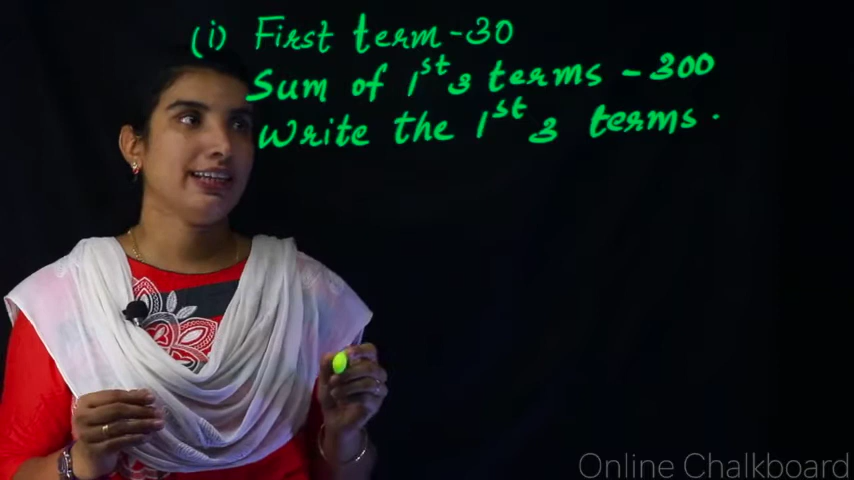 (i) First term - 30
Sum of 1st 3 terms - 300
Write the 1st 3 terms.
Online Chalkboard